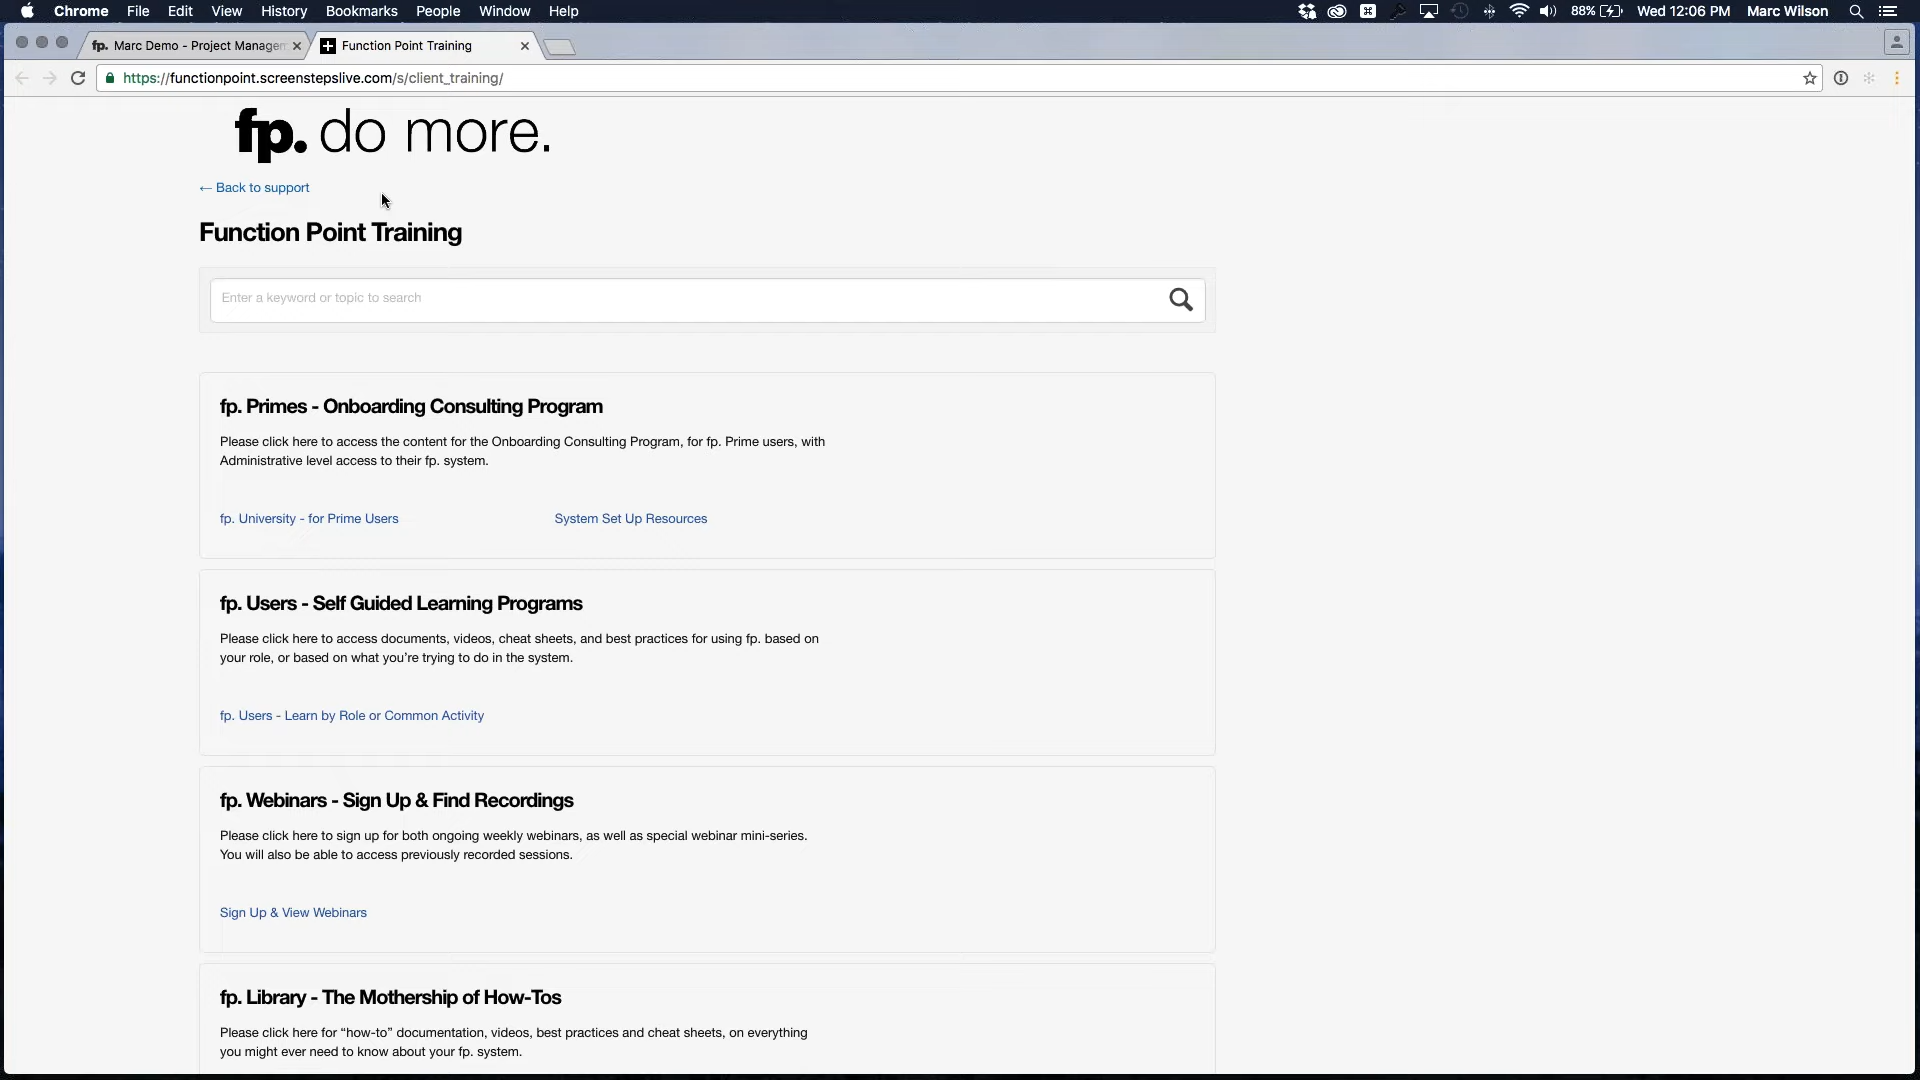 Chrome File Edit View History Bookmarks People Window Help 88% Wed 12:06 PM Marc Wilson
fp. Marc Demo - Project Managem Function Point Training
https://functionpoint.screenstepslive.com/s/client_training/
fp. do more.
← Back to support
Function Point Training
Enter a keyword or topic to search
fp. Primes - Onboarding Consulting Program
Please click here to access the content for the Onboarding Consulting Program, for fp. Prime users, with
Administrative level access to their fp. system.
fp. University - for Prime Users System Set Up Resources
fp. Users - Self Guided Learning Programs
Please click here to access documents, videos, cheat sheets, and best practices for using fp. based on
your role, or based on what you're trying to do in the system.
fp. Users - Learn by Role or Common Activity
fp. Webinars - Sign Up & Find Recordings
Please click here to sign up for both ongoing weekly webinars, as well as special webinar mini-series.
You will also be able to access previously recorded sessions.
Sign Up & View Webinars
fp. Library - The Mothership of How-Tos
Please click here for “how-to” documentation, videos, best practices and cheat sheets, on everything
you might ever need to know about your fp. system.